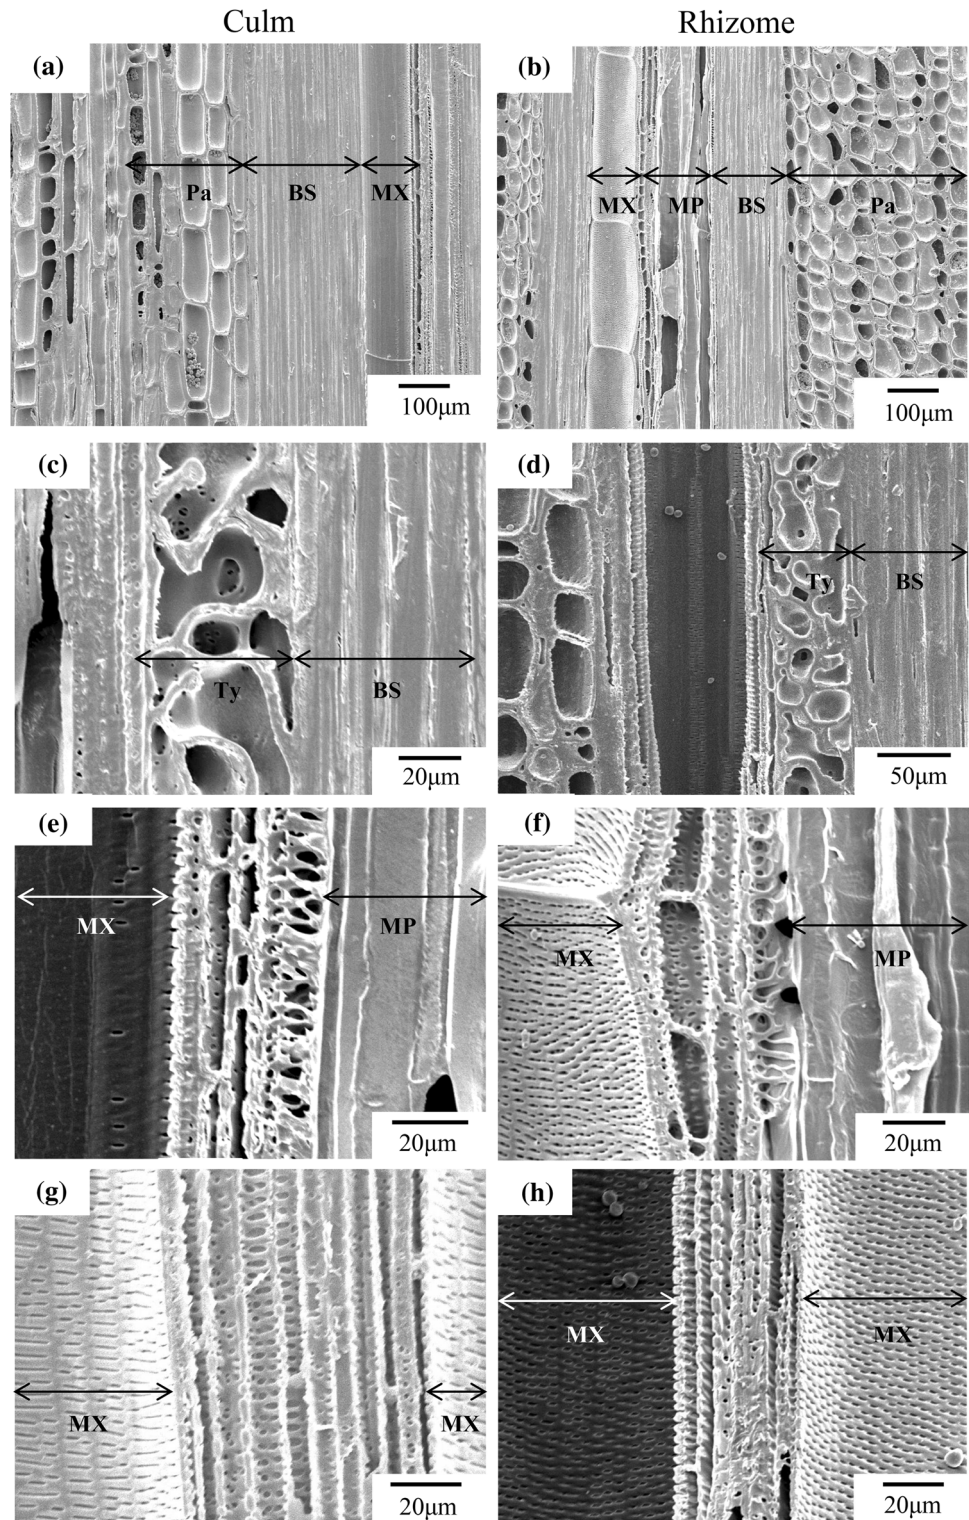 Culm
Rhizome
(a)
Pa
BS
MX
100μm
(b)
MX
MP
BS
Pa
100μm
(c)
Ty
BS
20μm
(d)
Ty
BS
50μm
(e)
MX
MP
20μm
(f)
MX
MP
20μm
(g)
MX
MX
20μm
(h)
MX
MX
20μm